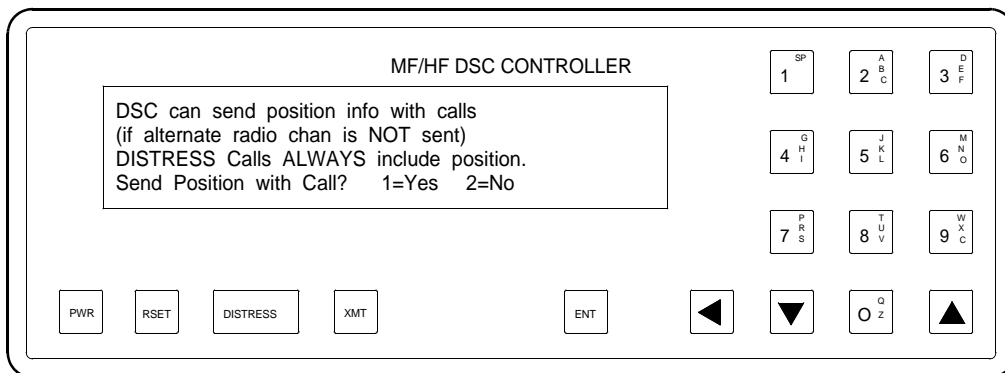 MF/HF DSC CONTROLLER
DSC can send position info with calls
(if alternate radio chan is NOT sent)
DISTRESS Calls ALWAYS include position.
Send Position with Call? 1=Yes 2=No
1 SP
2 A B C
3 D E F
4 G H I
5 J K L
6 M N O
7 P R S
8 T U V
9 W X C
PWR
RSET
DISTRESS
XMT
ENT
O Q Z